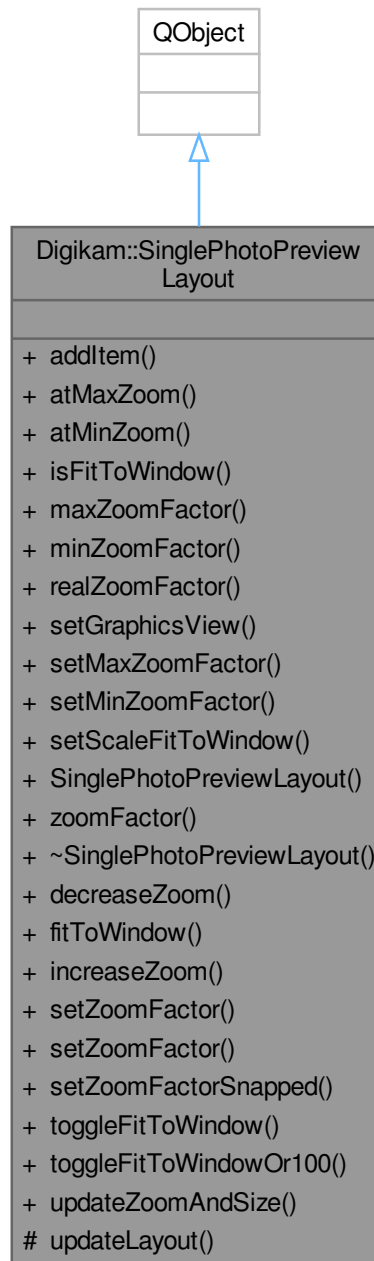 QObject
Digikam::SinglePhotoPreview
Layout
+ addItem()
+ atMaxZoom()
+ atMinZoom()
+ isFitToWindow()
+ maxZoomFactor()
+ minZoomFactor()
+ realZoomFactor()
+ setGraphicsView()
+ setMaxZoomFactor()
+ setMinZoomFactor()
+ setScaleFitToWindow()
+ SinglePhotoPreviewLayout()
+ zoomFactor()
+ ~SinglePhotoPreviewLayout()
+ decreaseZoom()
+ fitToWindow()
+ increaseZoom()
+ setZoomFactor()
+ setZoomFactor()
+ setZoomFactorSnapped()
+ toggleFitToWindow()
+ toggleFitToWindowOr100()
+ updateZoomAndSize()
# updateLayout()